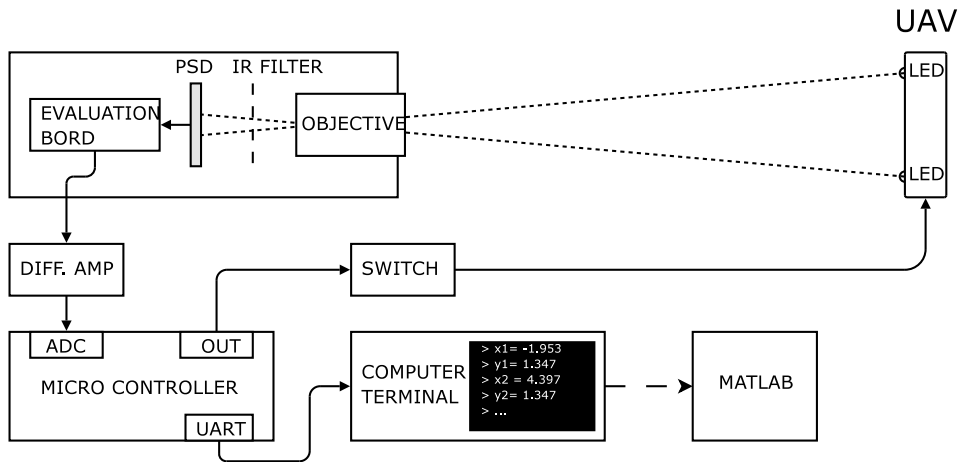 UAV
PSD IR FILTER
LED
EVALUATION
BORD
OBJECTIVE
LED
DIFF. AMP
SWITCH
ADC
OUT
MICRO CONTROLLER
UART
COMPUTER
TERMINAL
> x1= -1.953
> y1= 1.347
> x2 = 4.397
> y2= 1.347
> ...
MATLAB